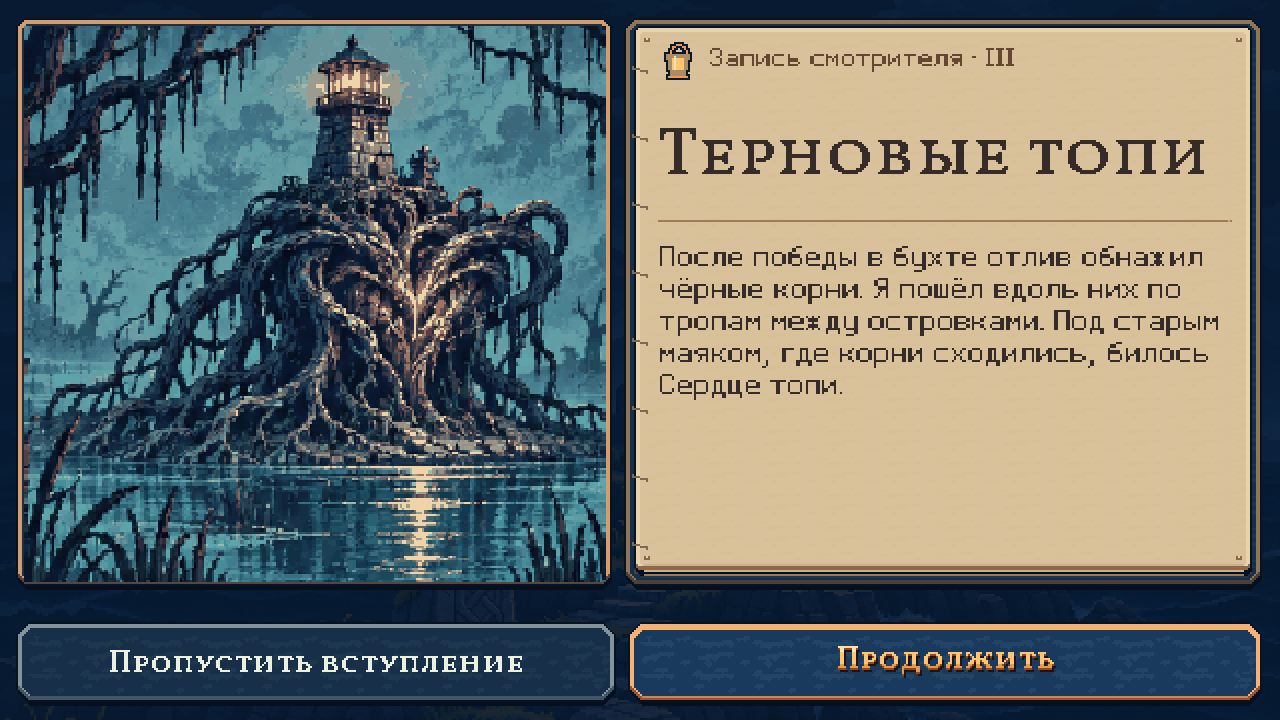 Запись смотрителя · III
Терновые топи
После победы в бухте отлив обнажил
чёрные корни. Я пошёл вдоль них по
тропам между островками. Под старым
маяком, где корни сходились, билось
Сердце топи.
Пропустить вступление
Продолжить